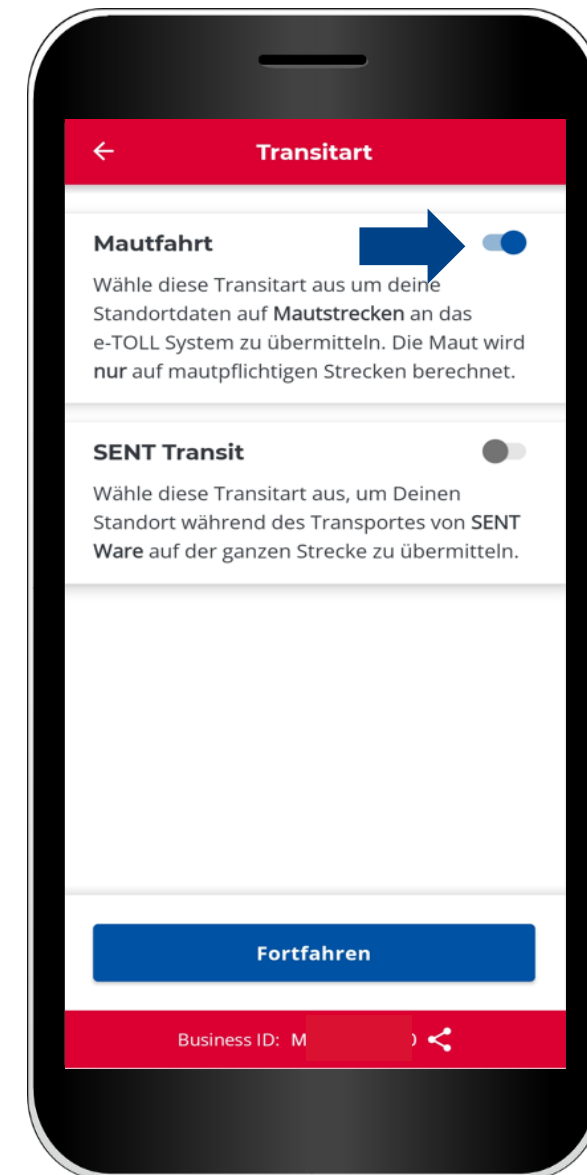 Transitart
Mautfahrt
Wähle diese Transitart aus um deine
Standortdaten auf Mautstrecken an das
e-TOLL System zu übermitteln. Die Maut wird
nur auf mautpflichtigen Strecken berechnet.
SENT Transit
Wähle diese Transitart aus, um Deinen
Standort während des Transportes von SENT
Ware auf der ganzen Strecke zu übermitteln.
Fortfahren
Business ID: M